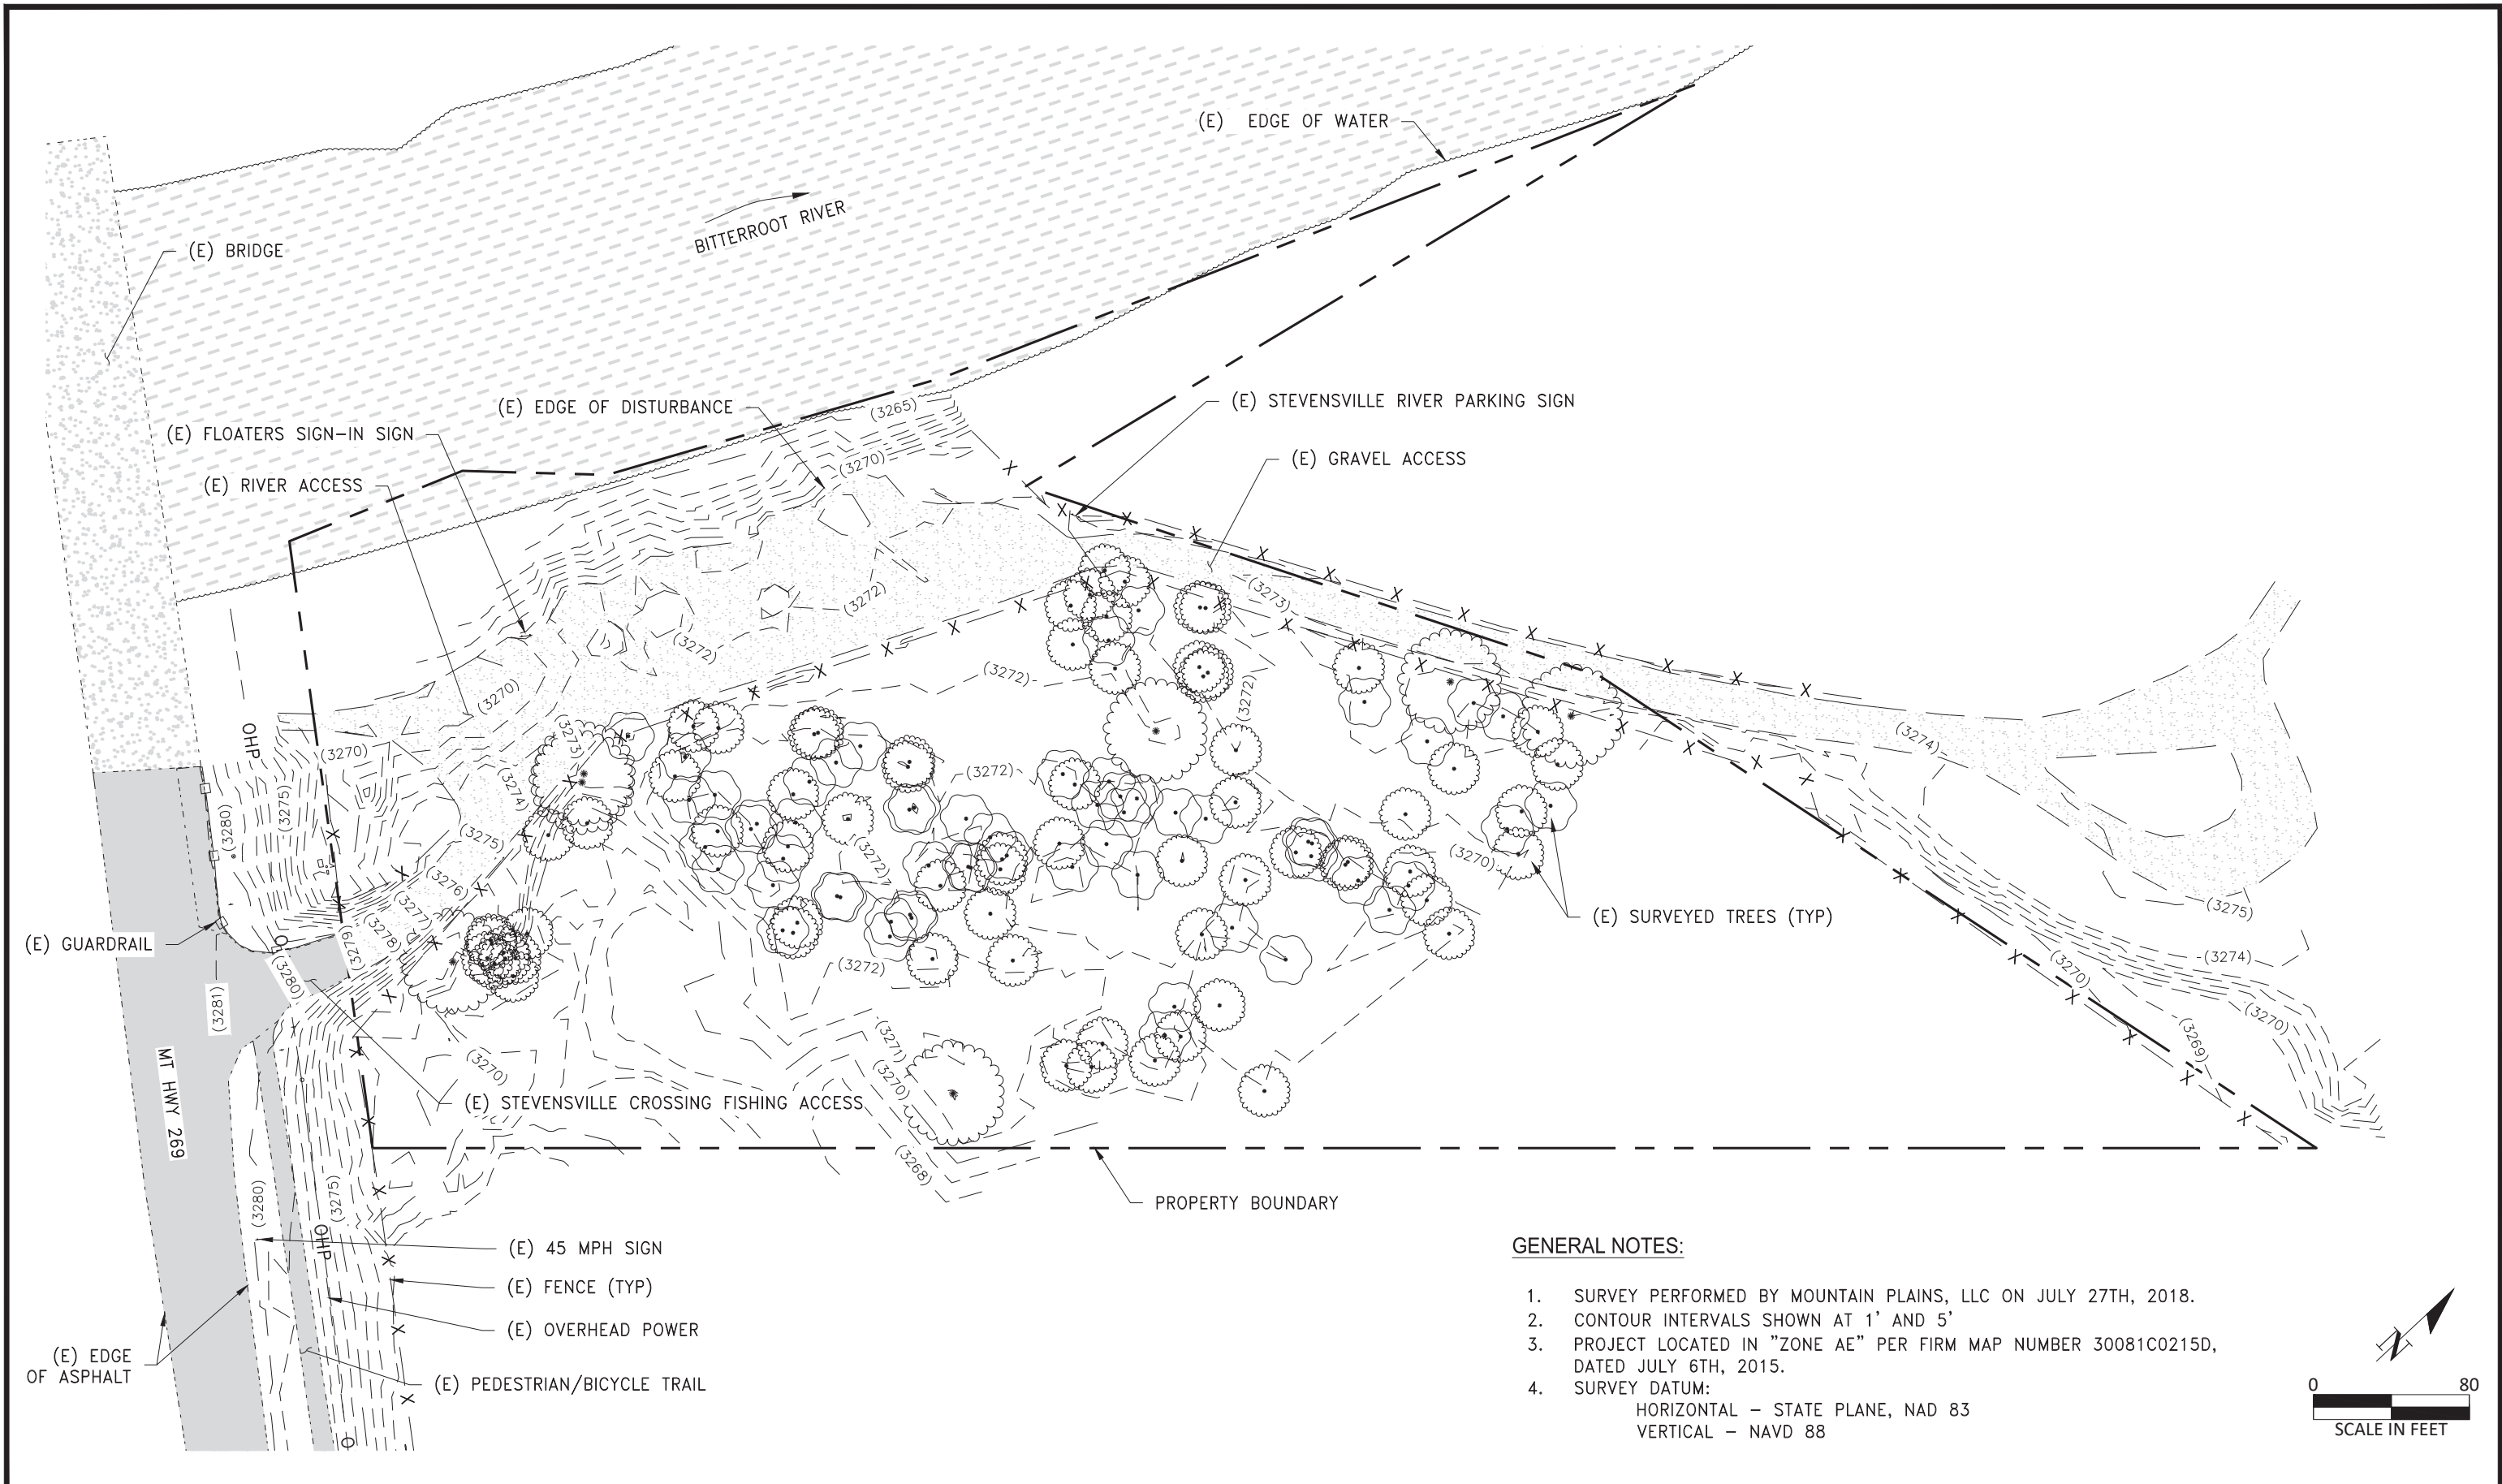 (E) EDGE OF WATER
BITTERROOT RIVER
(E) BRIDGE
(E) STEVENSVILLE RIVER PARKING SIGN
(E) EDGE OF DISTURBANCE
(3265)
(E) FLOATERS SIGN-IN SIGN
(E) GRAVEL ACCESS
(3270)
(E) RIVER ACCESS
(3272)
(3273)
(3272)
(3272)
(3272)
(3270)
(3273)
OHP
(3270)
(3274)
(3274)
(3272)
(3280)
(3275)
(3275)
(3272)
(3270)
(3276)
(3277)
(3278)
(3279)
(3275)
(E) SURVEYED TREES (TYP)
(E) GUARDRAIL
(3280)
(3281)
(3272)
(3274)
(3270)
(3270)
(3271)
(3269)
(3270)
(3270)
MT HWY 269
(E) STEVENSVILLE CROSSING FISHING ACCESS
(3268)
(3280)
(3275)
OHP
PROPERTY BOUNDARY
(E) 45 MPH SIGN
(E) FENCE (TYP)
(E) OVERHEAD POWER
(E) EDGE
OF ASPHALT
(E) PEDESTRIAN/BICYCLE TRAIL
GENERAL NOTES:
1. SURVEY PERFORMED BY MOUNTAIN PLAINS, LLC ON JULY 27TH, 2018.
2. CONTOUR INTERVALS SHOWN AT 1' AND 5'
3. PROJECT LOCATED IN "ZONE AE" PER FIRM MAP NUMBER 30081C0215D,
DATED JULY 6TH, 2015.
4. SURVEY DATUM:
HORIZONTAL – STATE PLANE, NAD 83
VERTICAL – NAVD 88
N
0 80
SCALE IN FEET